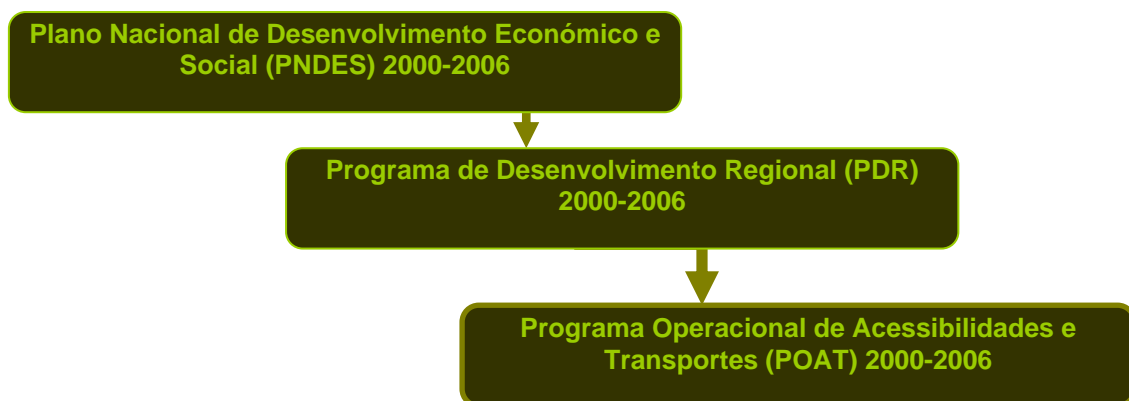 Plano Nacional de Desenvolvimento Económico e
Social (PNDES) 2000-2006
Programa de Desenvolvimento Regional (PDR)
2000-2006
Programa Operacional de Acessibilidades e
Transportes (POAT) 2000-2006